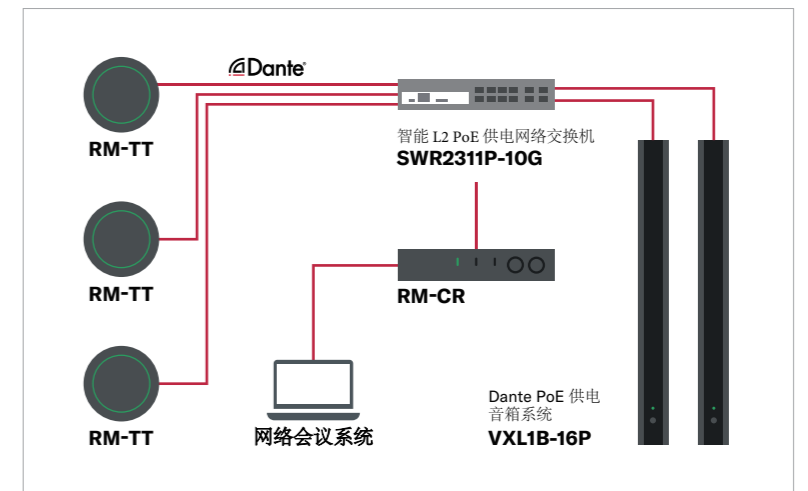 Dante
RM-TT
智能 L2 PoE 供电网络交换机
SWR2311P-10G
RM-TT
RM-CR
RM-TT
网络会议系统
Dante PoE 供电
音箱系统
VXL1B-16P